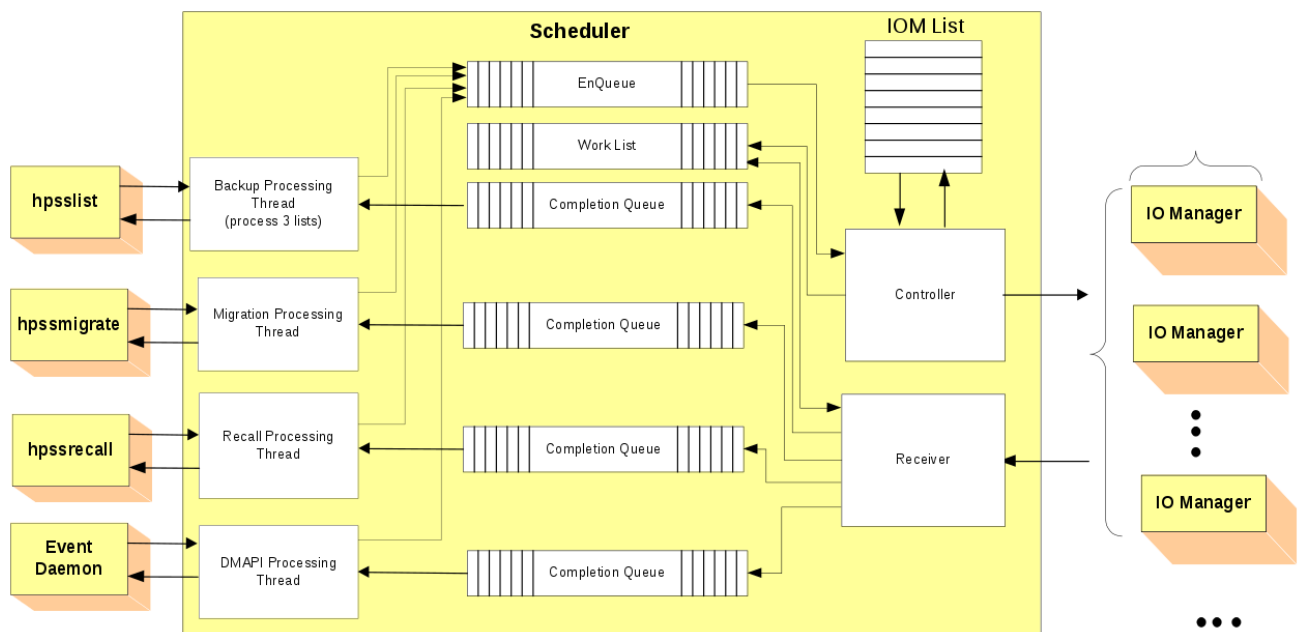 Scheduler
IOM List
EnQueue
Work List
hpsslist
Backup Processing
Thread
(process 3 lists)
Completion Queue
IO Manager
Controller
hpssmigrate
Migration Processing
Thread
Completion Queue
IO Manager
hpssrecall
Recall Processing
Thread
Completion Queue
Receiver
IO Manager
Event
Daemon
DMAPI Processing
Thread
Completion Queue